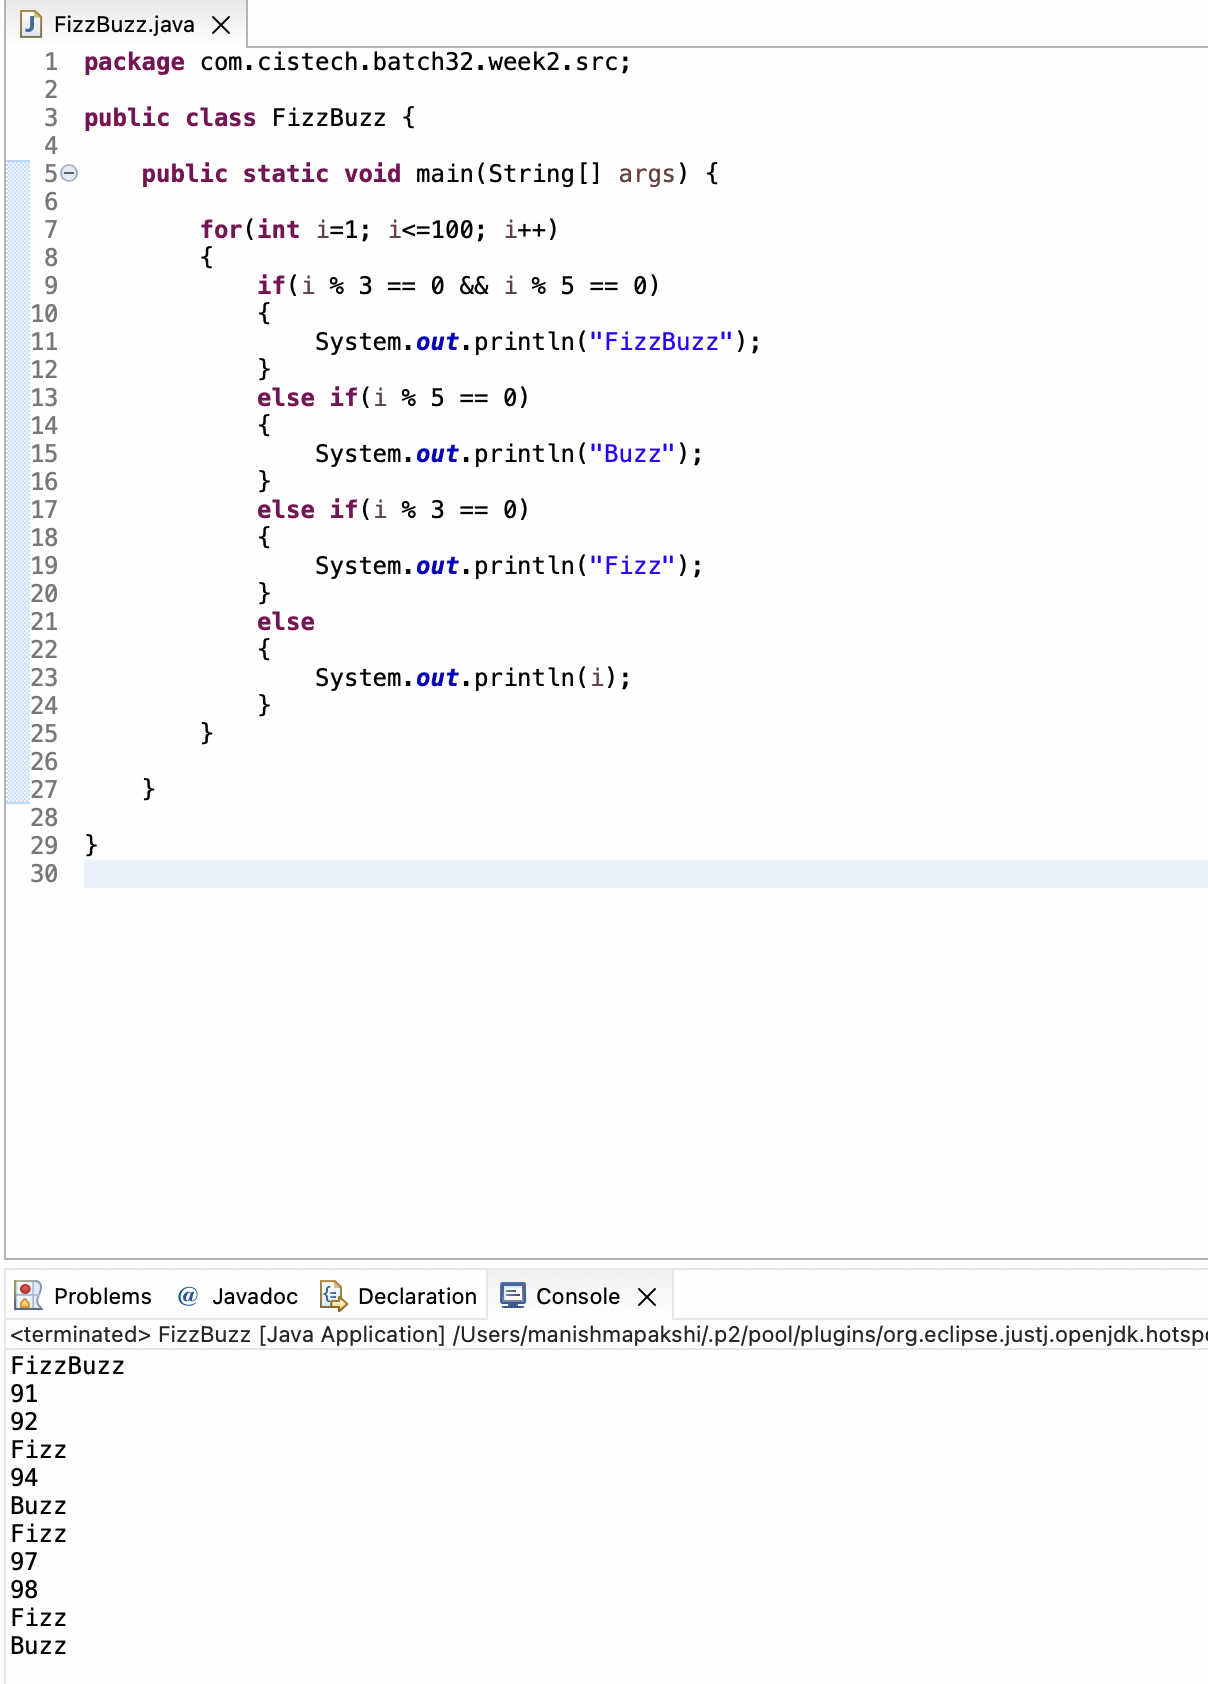 FizzBuzz.java
1 package com.cistech.batch32.week2.src;
2
3 public class FizzBuzz {
4
5 public static void main(String[] args) {
6
7 for(int i=1; i<=100; i++)
8 {
9 if(i % 3 == 0 && i % 5 == 0)
10 {
11 System.out.println("FizzBuzz");
12 }
13 else if(i % 5 == 0)
14 {
15 System.out.println("Buzz");
16 }
17 else if(i % 3 == 0)
18 {
19 System.out.println("Fizz");
20 }
21 else
22 {
23 System.out.println(i);
24 }
25 }
26
27 }
28
29 }
30
Problems @ Javadoc Declaration Console
<terminated> FizzBuzz [Java Application] /Users/manishmapakshi/.p2/pool/plugins/org.eclipse.justj.openjdk.hotsp
FizzBuzz
91
92
Fizz
94
Buzz
Fizz
97
98
Fizz
Buzz